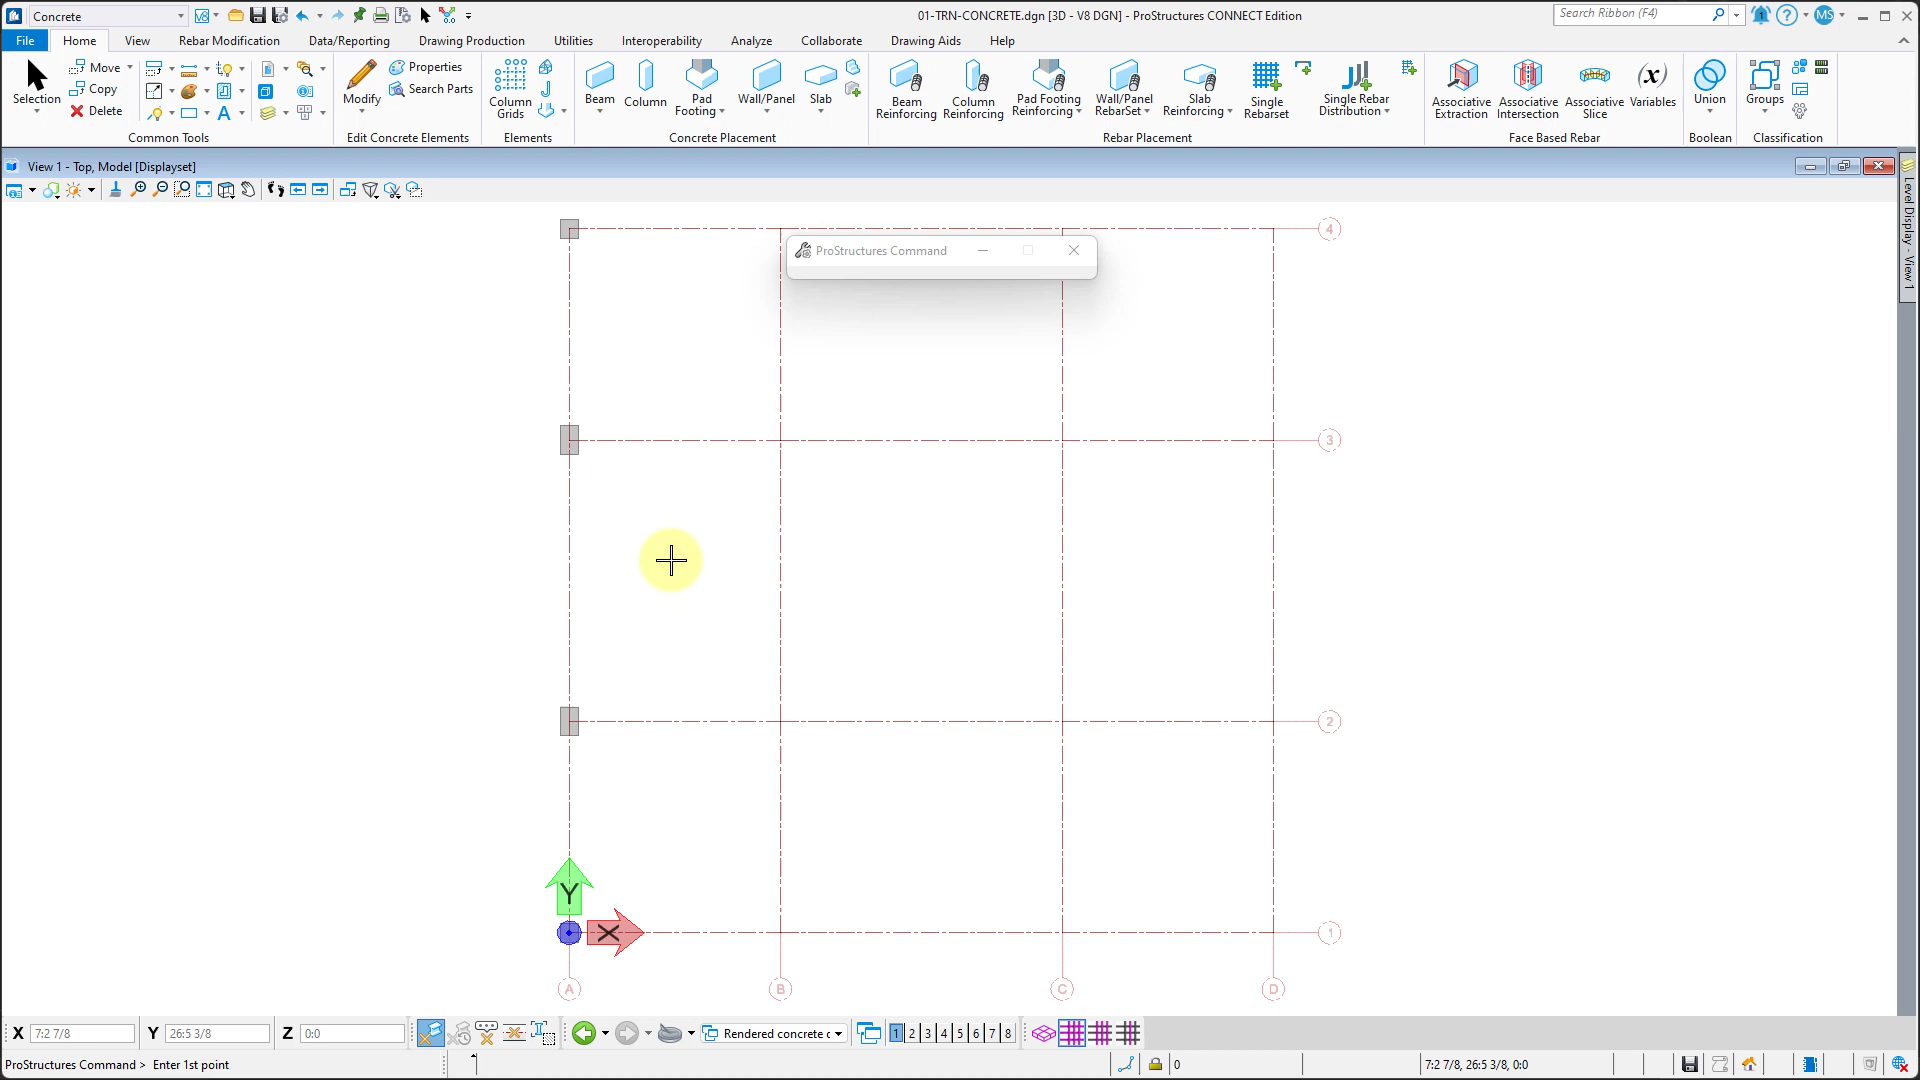 Concrete
01-TRN-CONCRETE.dgn [3D - V8 DGN] - ProStructures CONNECT Edition
Search Ribbon (F4)
MS
File Home View Rebar Modification Data/Reporting Drawing Production Utilities Interoperability Analyze Collaborate Drawing Aids Help
Selection
Move
Copy
Delete
Common Tools
Modify
Properties
Search Parts
Edit Concrete Elements
Column Grids
Elements
Beam
Column
Pad Footing
Wall/Panel
Slab
Concrete Placement
Beam Reinforcing
Column Reinforcing
Pad Footing Reinforcing
Wall/Panel RebarSet
Slab Reinforcing
Single Rebarset
Single Rebar Distribution
Rebar Placement
Associative Extraction
Associative Intersection
Associative Slice
(x)
Variables
Face Based Rebar
Union
Boolean
Groups
Classification
View 1 - Top, Model [Displayset]
Level Display - View 1
ProStructures Command
4
3
2
1
Y
X
A B C D
X 7:2 7/8 Y 26:5 3/8 Z 0:0
Rendered concrete c
1 2 3 4 5 6 7 8
ProStructures Command > Enter 1st point
0
7:2 7/8, 26:5 3/8, 0:0